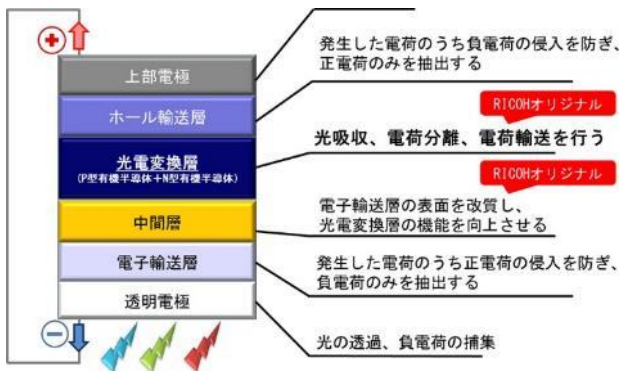 上部電極
ホール輸送層
光電変換層
(P型有機半導体+N型有機半導体)
中間層
電子輸送層
透明電極
発生した電荷のうち負電荷の侵入を防ぎ、
正電荷のみを抽出する
RICOHオリジナル
光吸収、電荷分離、電荷輸送を行う
RICOHオリジナル
電子輸送層の表面を改質し、
光電変換層の機能を向上させる
発生した電荷のうち正電荷の侵入を防ぎ、
負電荷のみを抽出する
光の透過、負電荷の捕集